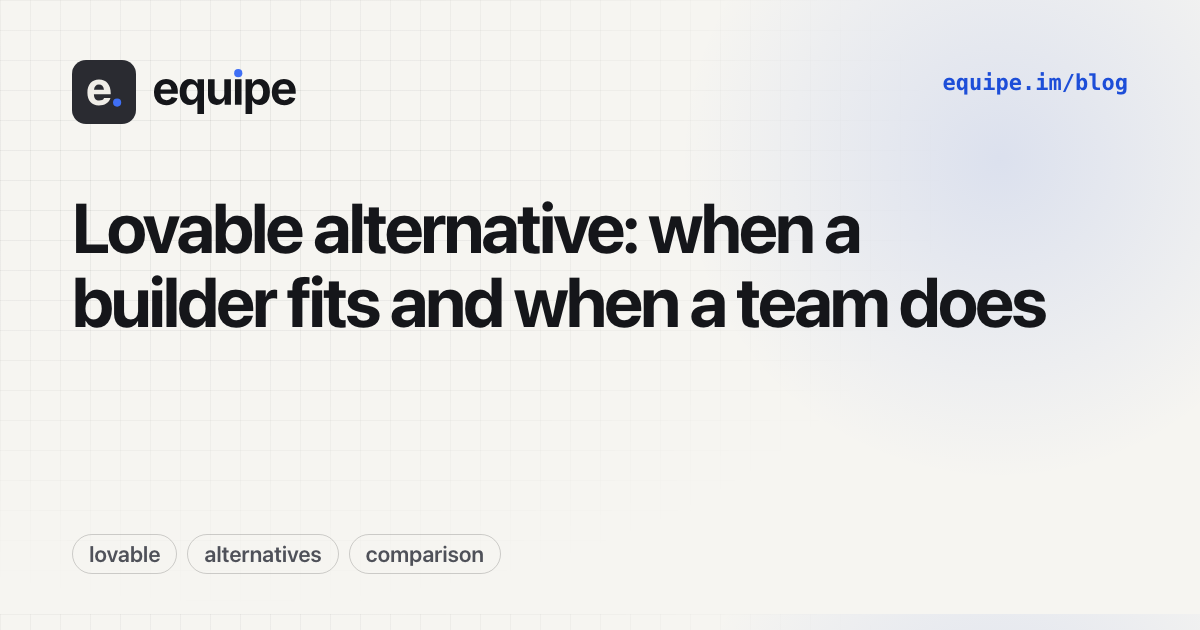 e. equipe
equipe.im/blog
Lovable alternative: when a
builder fits and when a team does
lovable alternatives comparison